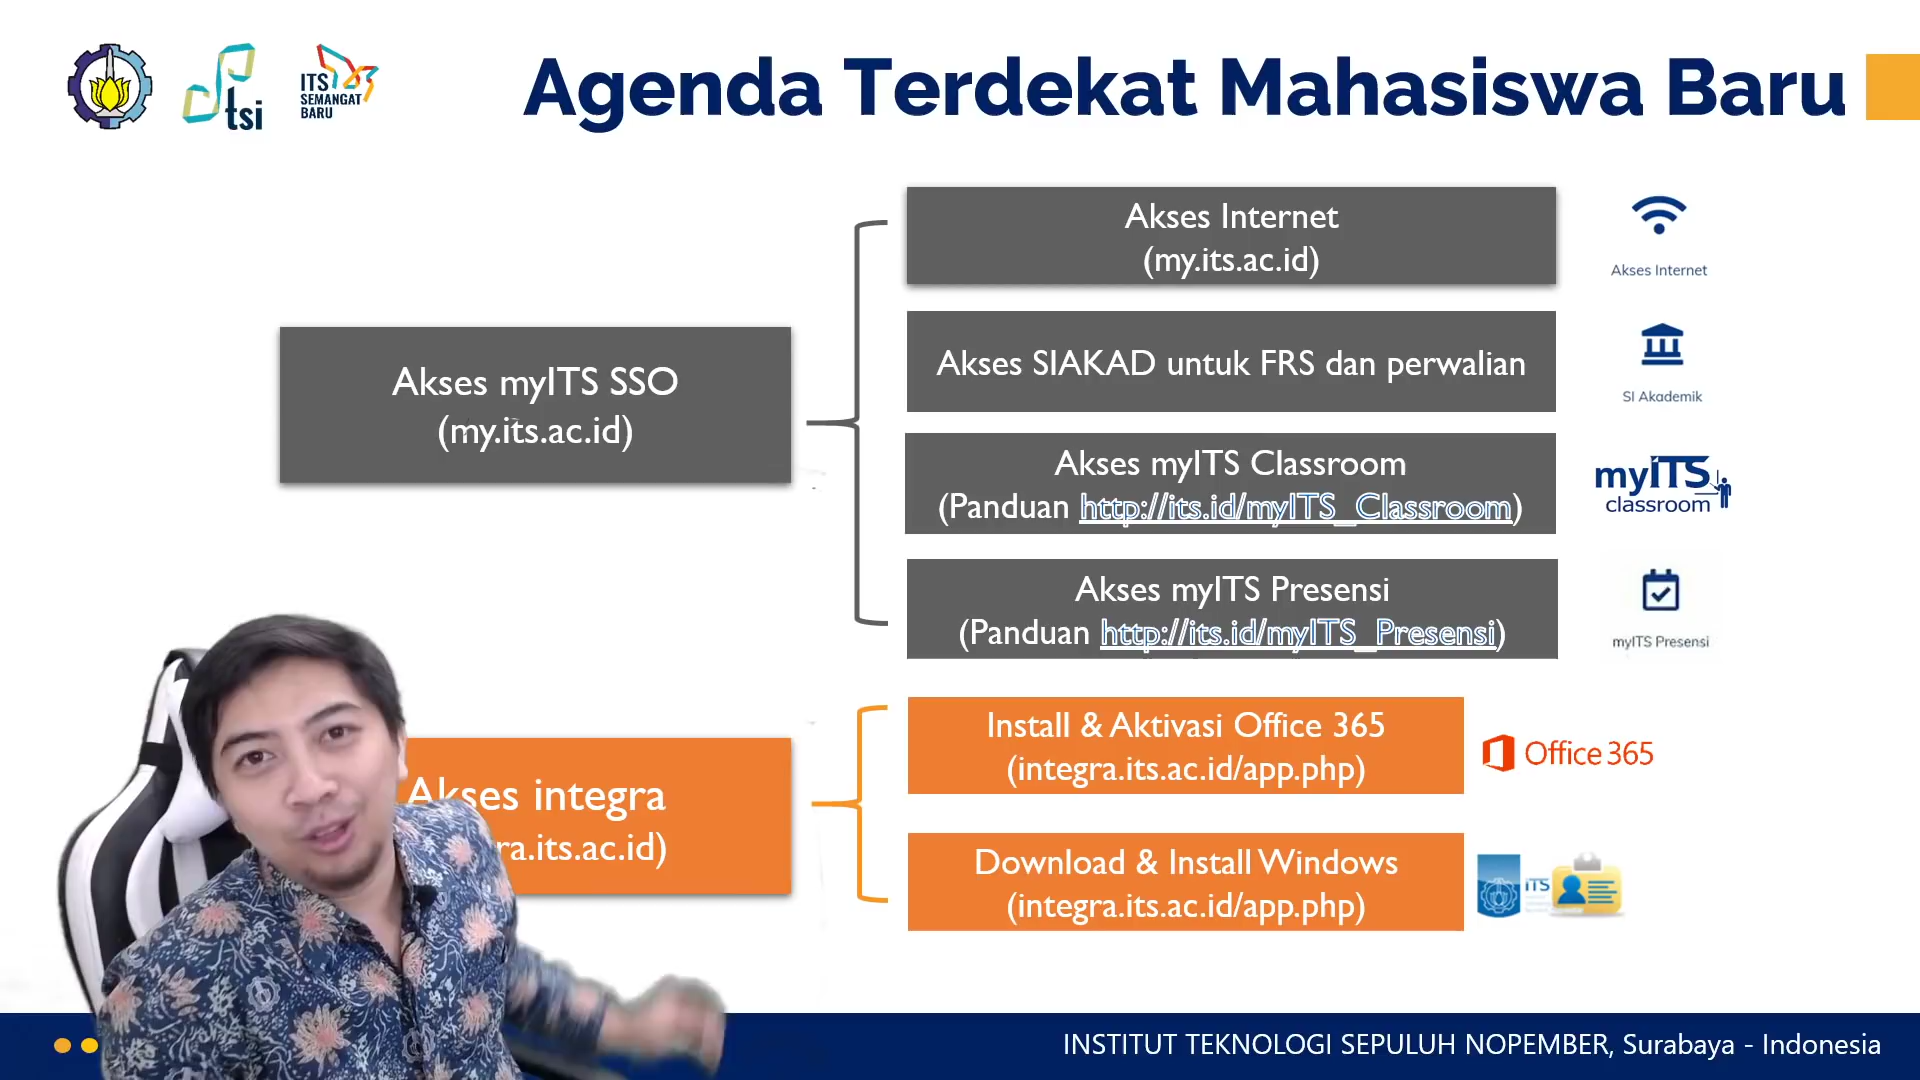 tsi
ITS
SEMANGAT
BARU
Agenda Terdekat Mahasiswa Baru
Akses myITS SSO
(my.its.ac.id)
Akses Internet
(my.its.ac.id)
Akses Internet
Akses SIAKAD untuk FRS dan perwalian
SI Akademik
Akses myITS Classroom
(Panduan http://its.id/myITS_Classroom)
myITS
classroom
Akses myITS Presensi
(Panduan http://its.id/myITS_Presensi)
myITS Presensi
Akses integra
ra.its.ac.id)
Install & Aktivasi Office 365
(integra.its.ac.id/app.php)
Office 365
Download & Install Windows
(integra.its.ac.id/app.php)
ITS
INSTITUT TEKNOLOGI SEPULUH NOPEMBER, Surabaya - Indonesia